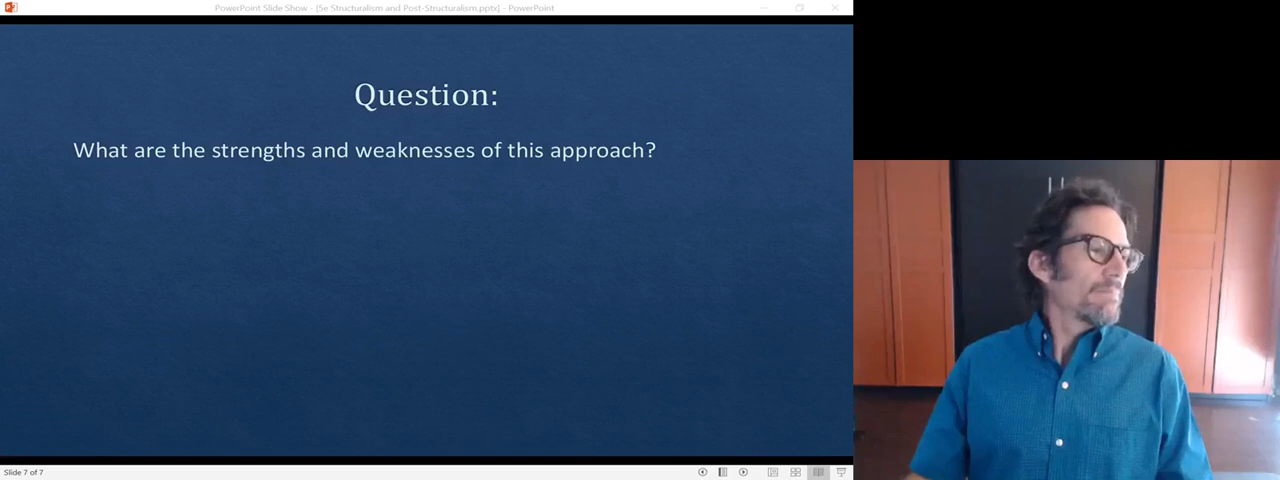 PowerPoint Slide Show - [5e Structuralism and Post-Structuralism.pptx] - PowerPoint
Question:
What are the strengths and weaknesses of this approach?
Slide 7 of 7